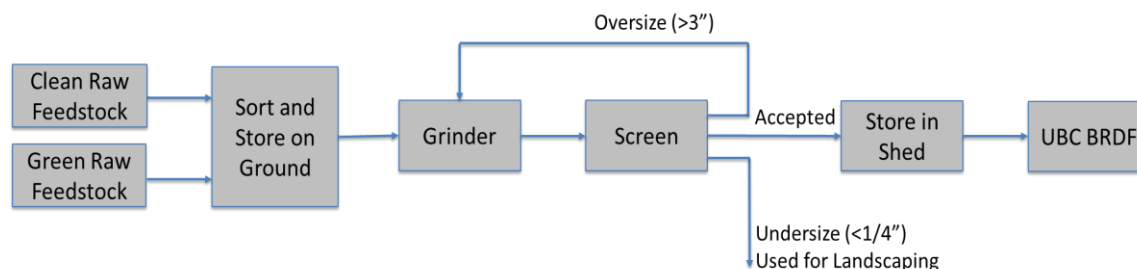 Oversize (>3”)
Clean Raw
Feedstock
Green Raw
Feedstock
Sort and
Store on
Ground
Grinder
Screen
Accepted
Store in
Shed
UBC BRDF
Undersize (<1/4”)
Used for Landscaping